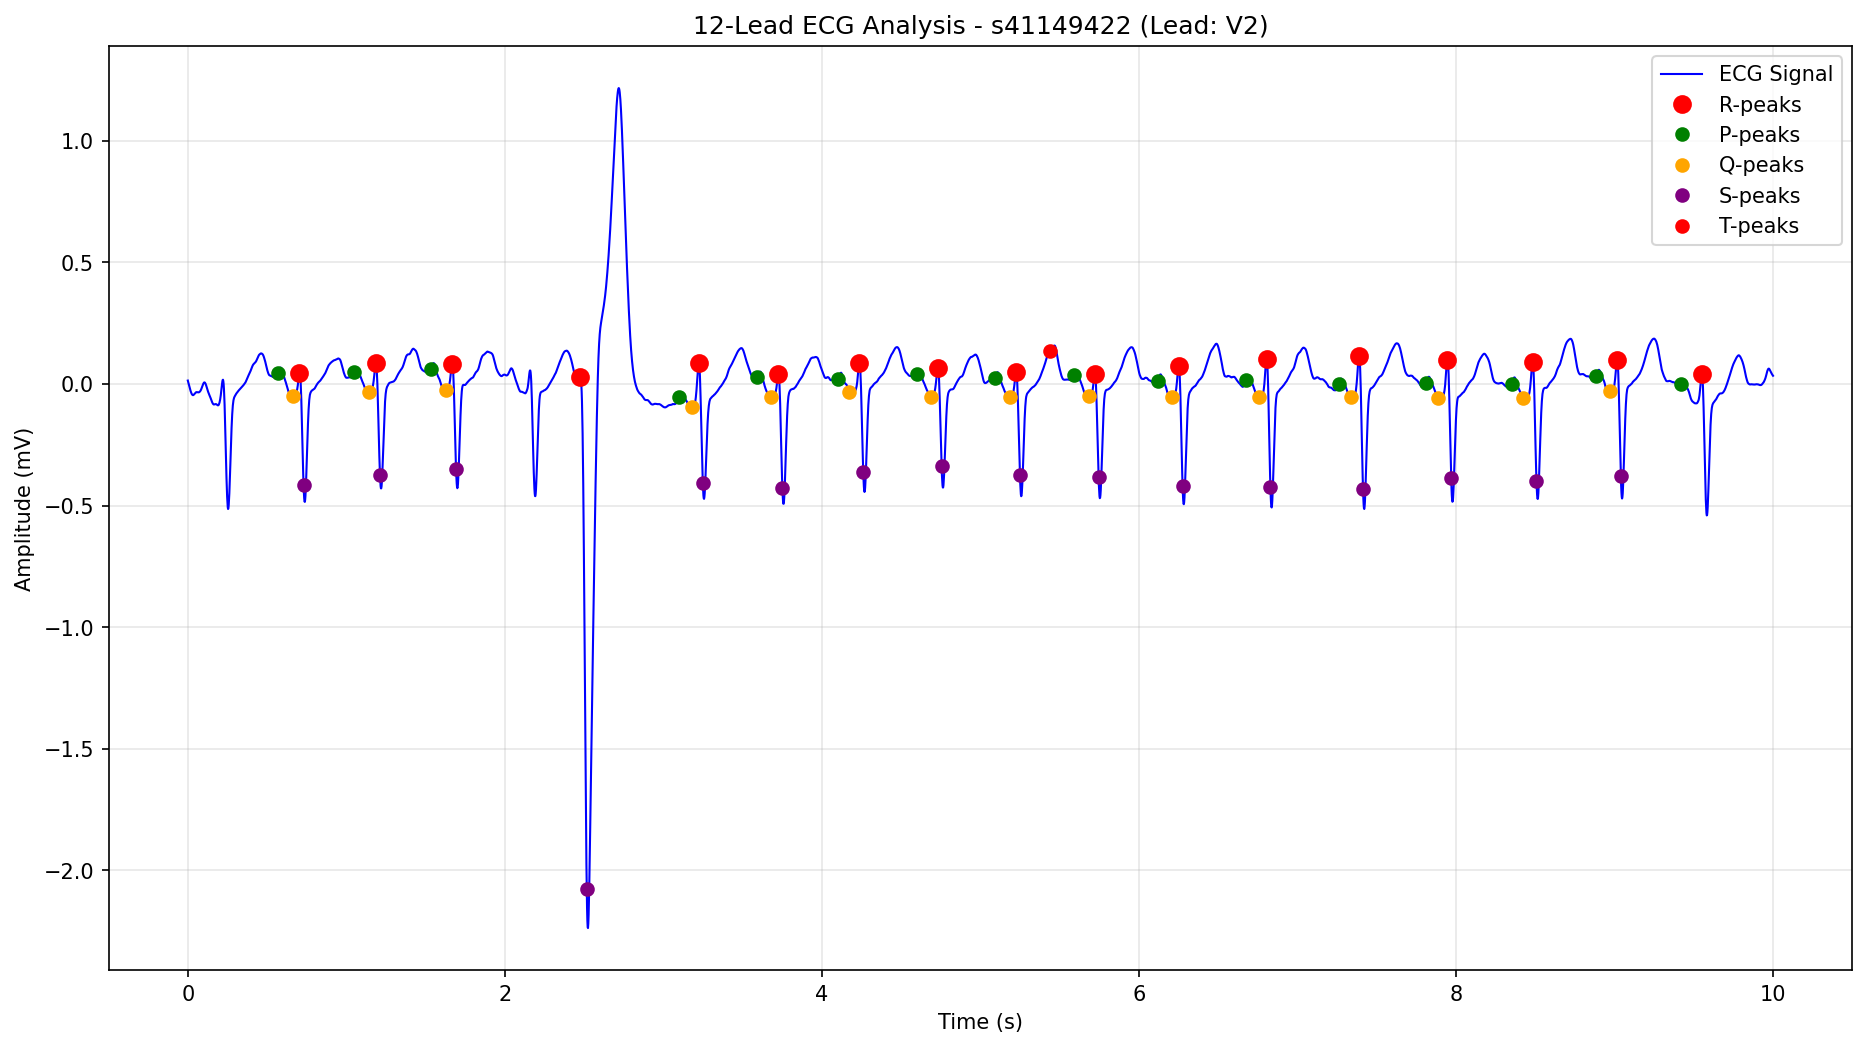 12-Lead ECG Analysis - s41149422 (Lead: V2)
ECG Signal
R-peaks
P-peaks
Q-peaks
S-peaks
T-peaks
Amplitude (mV)
1.0
0.5
0.0
−0.5
−1.0
−1.5
−2.0
0
2
4
6
8
10
Time (s)